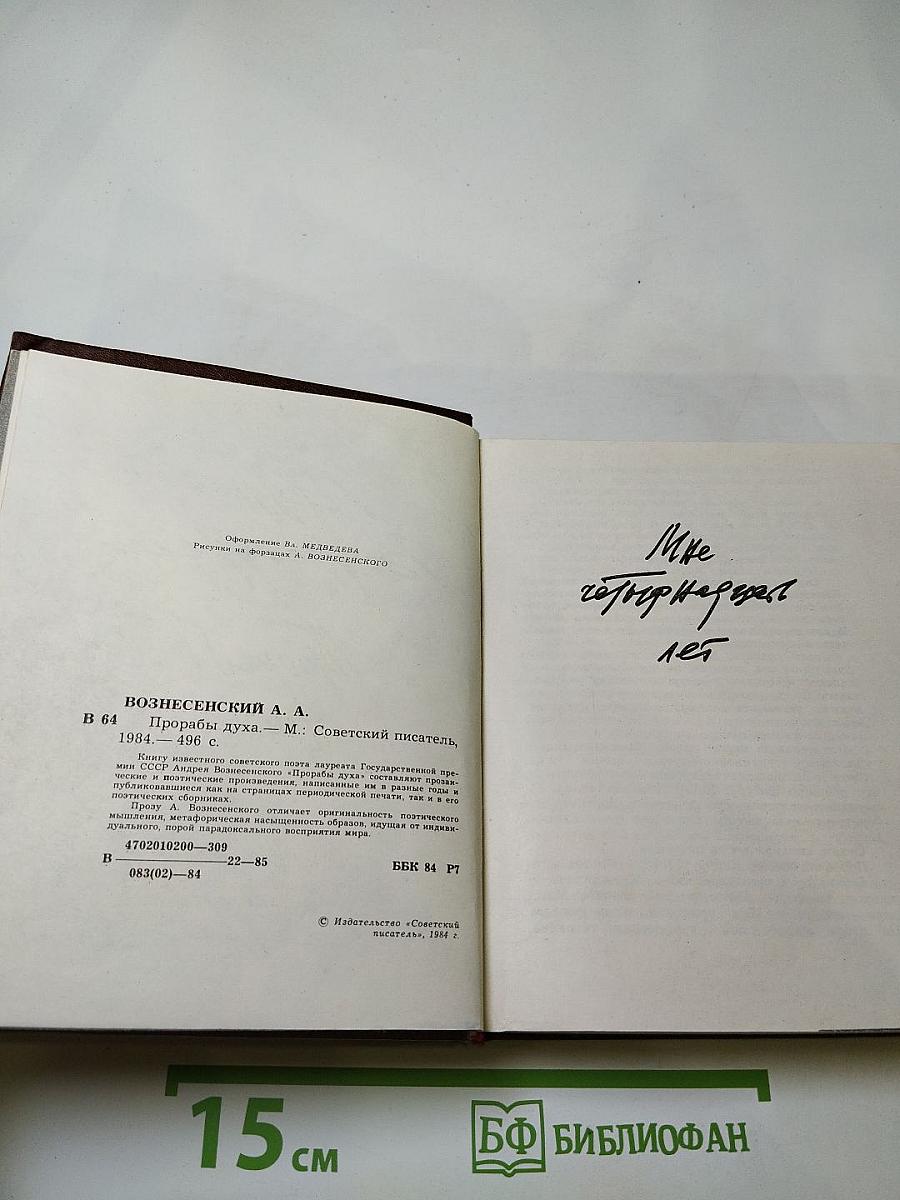 Оформление Вл. МЕДВЕДЕВА
Рисунки на форзацах А. ВОЗНЕСЕНСКОГО
ВОЗНЕСЕНСКИЙ А. А.
В 64 Прорабы духа.— М.: Советский писатель,
1984.— 496 с.
Книгу известного советского поэта лауреата Государственной пре-
мии СССР Андрея Вознесенского «Прорабы духа» составляют прозаи-
ческие и поэтические произведения, написанные им в разные годы и
публиковавшиеся как на страницах периодической печати, так и в его
поэтических сборниках.
Прозу А. Вознесенского отличает оригинальность поэтического
мышления, метафорическая насыщенность образов, идущая от индиви-
дуального, порой парадоксального восприятия мира.
4702010200—309
В 22—85
083(02)—84
ББК 84 Р7
© Издательство «Советский
писатель», 1984 г.
Мне
четырнадцать
лет
15 см
БФ БИБЛИОФАН